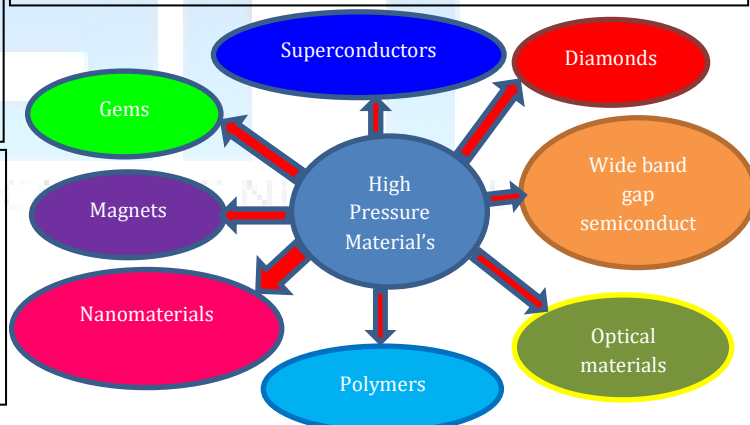 Superconductors
Diamonds
Gems
High
Pressure
Material's
Wide band
gap
semiconduct
Magnets
Nanomaterials
Optical
materials
Polymers